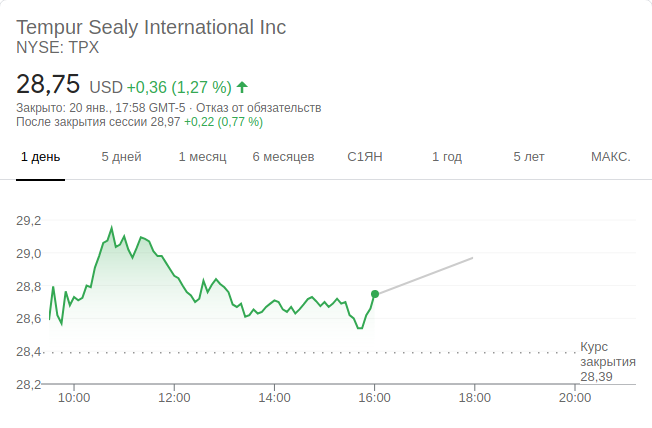 Tempur Sealy International Inc
NYSE: TPX
28,75 USD +0,36 (1,27 %)
Закрыто: 20 янв., 17:58 GMT-5 · Отказ от обязательств
После закрытия сессии 28,97 +0,22 (0,77 %)
1 день 5 дней 1 месяц 6 месяцев С1ЯН 1 год 5 лет МАКС.
29,2
29,0
28,8
28,6
28,4
Курс
закрытия
28,39
28,2
10:00 12:00 14:00 16:00 18:00 20:00